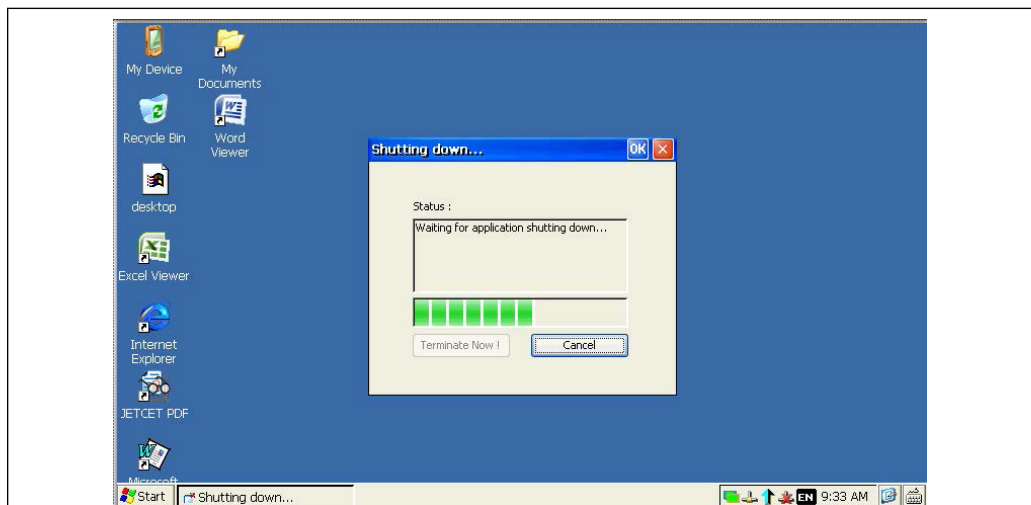 My Device
My
Documents
Recycle Bin
Word
Viewer
desktop
Excel Viewer
Internet
Explorer
JETCET PDF
Microsoft
Shutting down...
OK
Status :
Waiting for application shutting down...
Terminate Now !
Cancel
Start
Shutting down...
EN
9:33 AM